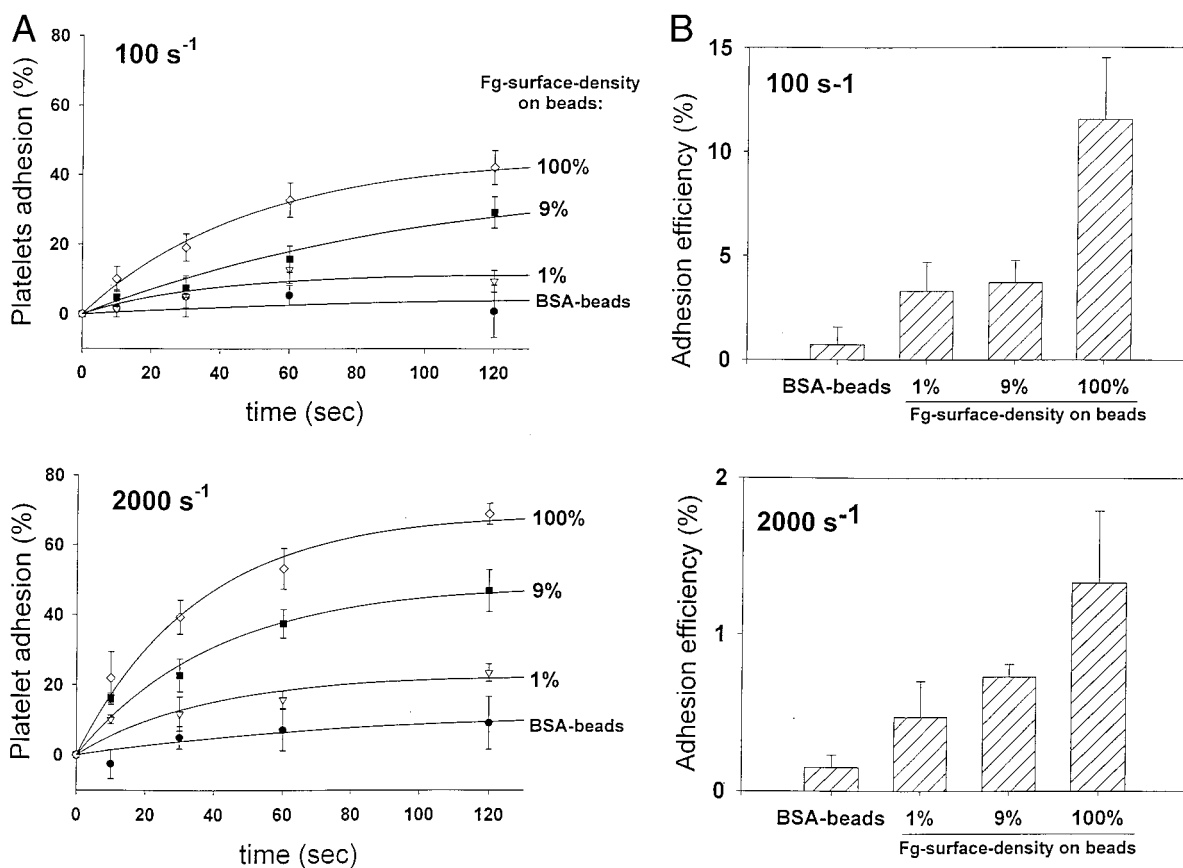 A
100 s-1
Fg-surface-density
on beads:
Platelets adhesion (%)
80
60
40
20
0
100%
9%
1%
BSA-beads
0 20 40 60 80 100 120
time (sec)
B
100 s-1
Adhesion efficiency (%)
15
10
5
0
BSA-beads 1% 9% 100%
Fg-surface-density on beads
2000 s-1
Platelet adhesion (%)
80
60
40
20
0
100%
9%
1%
BSA-beads
0 20 40 60 80 100 120
time (sec)
2000 s-1
Adhesion efficiency (%)
2
1
0
BSA-beads 1% 9% 100%
Fg-surface-density on beads